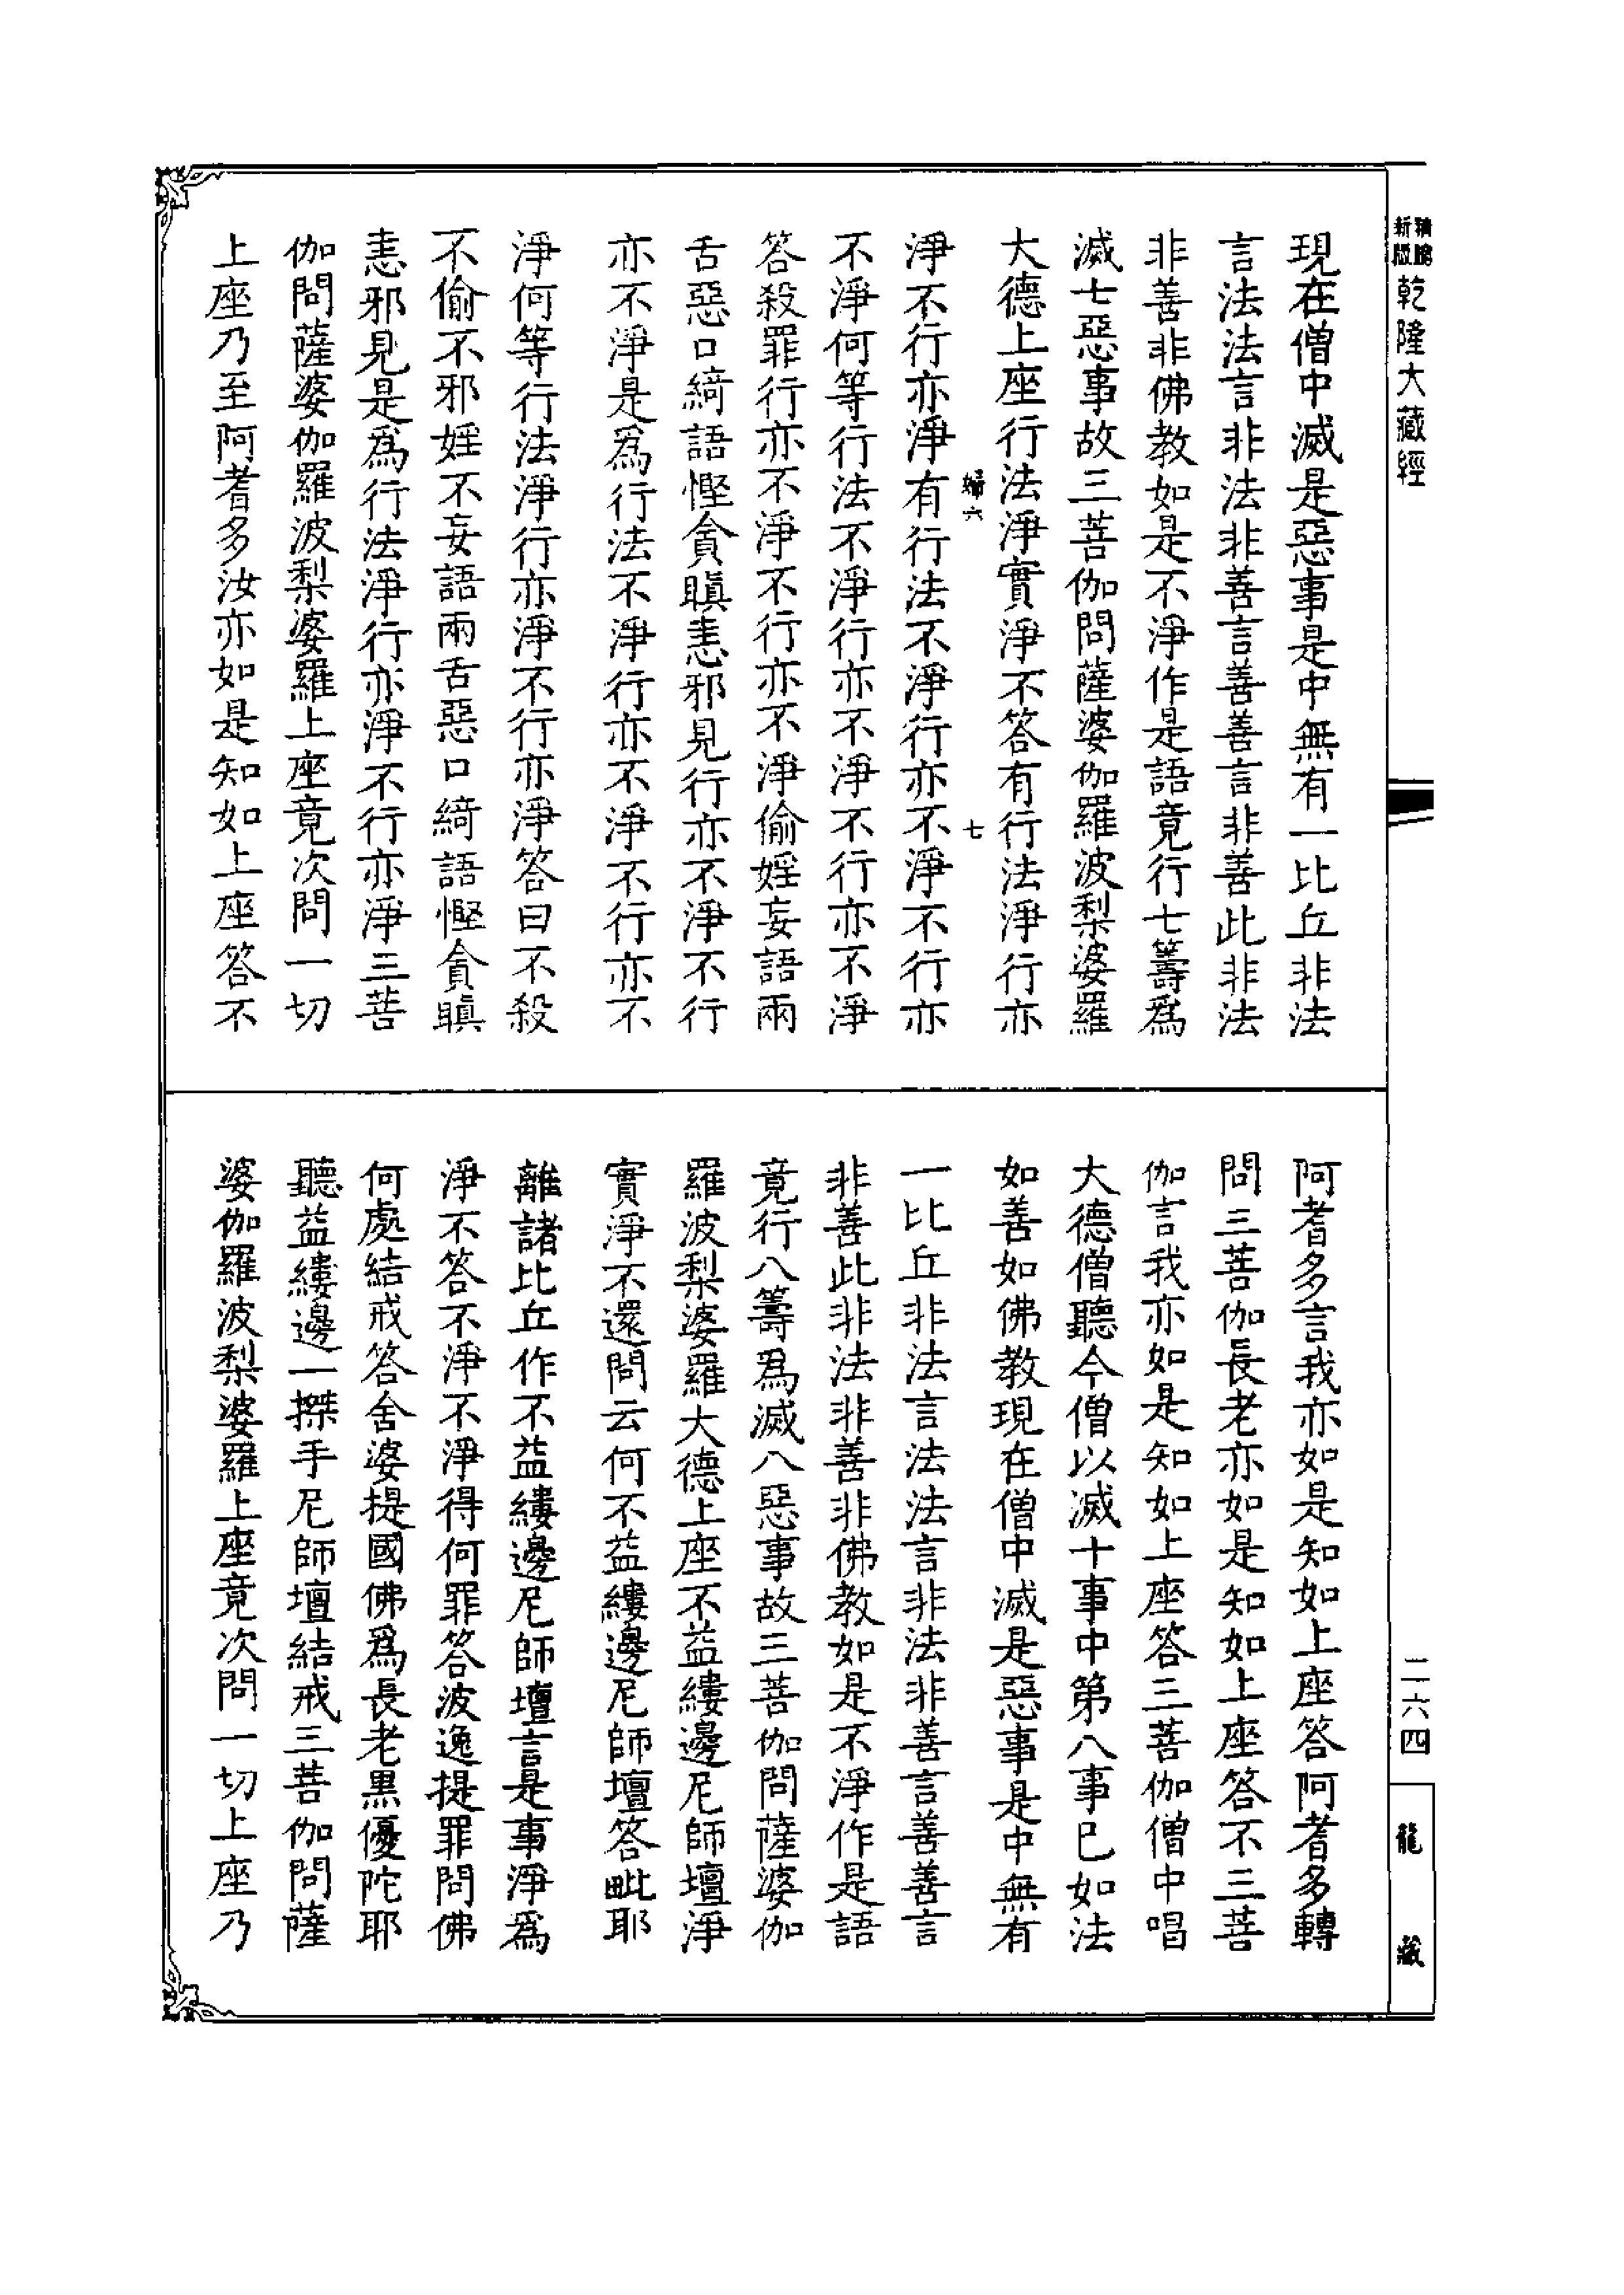 新版
精縮
乾隆大藏經
現在僧中滅是惡事是中無有一比丘非法
言法法言非法非善言善善言非善此非法
非善非佛教如是不淨作是語竟行七籌爲
滅七惡事故三菩伽問薩婆伽羅波梨婆羅
大德上座行法淨實淨不答有行法淨行亦
婦六
七
淨不行亦淨有行法不淨行亦不淨不行亦
不淨何等行法不淨行亦不淨不行亦不淨
答殺罪行亦不淨不行亦不淨偷婬妄語兩
舌惡口綺語慳貪瞋恚邪見行亦不淨不行
亦不淨是爲行法不淨行亦不淨不行亦不
淨何等行法淨行亦淨不行亦淨答曰不殺
不偷不邪婬不妄語兩舌惡口綺語慳貪瞋
恚邪見是爲行法淨行亦淨不行亦淨三菩
伽問薩婆伽羅波梨婆羅上座竟次問一切
上座乃至阿耆多汝亦如是知如上座答不
阿耆多言我亦如是知如上座答阿耆多轉
問三菩伽長老亦如是知如上座答不三菩
伽言我亦如是知如上座答三菩伽僧中唱
大德僧聽今僧以滅十事中第八事已如法
如善如佛教現在僧中滅是惡事是中無有
一比丘非法言法法言非法非善言善善言
非善此非法非善非佛教如是不淨作是語
竟行八籌爲滅八惡事故三菩伽問薩婆伽
羅波梨婆羅大德上座不益縷邊尼師壇淨
實淨不還問云何不益縷邊尼師壇答毗耶
離諸比丘作不益縷邊尼師壇言是事淨爲
淨不答不淨不淨得何罪答波逸提罪問佛
何處結戒答舍婆提國佛爲長老黑優陀耶
聽益縷邊一搩手尼師壇結戒三菩伽問薩
婆伽羅波梨婆羅上座竟次問一切上座乃
二六四
龍藏